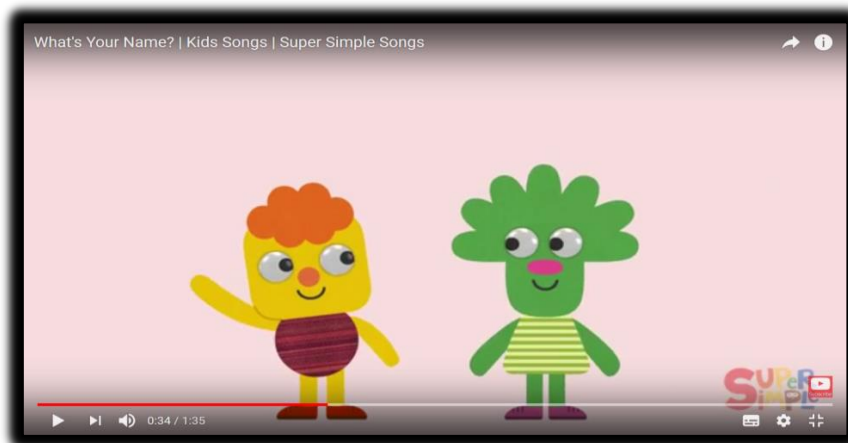 What's Your Name? | Kids Songs | Super Simple Songs
SUPER
SIMPLE
0:34 / 1:35